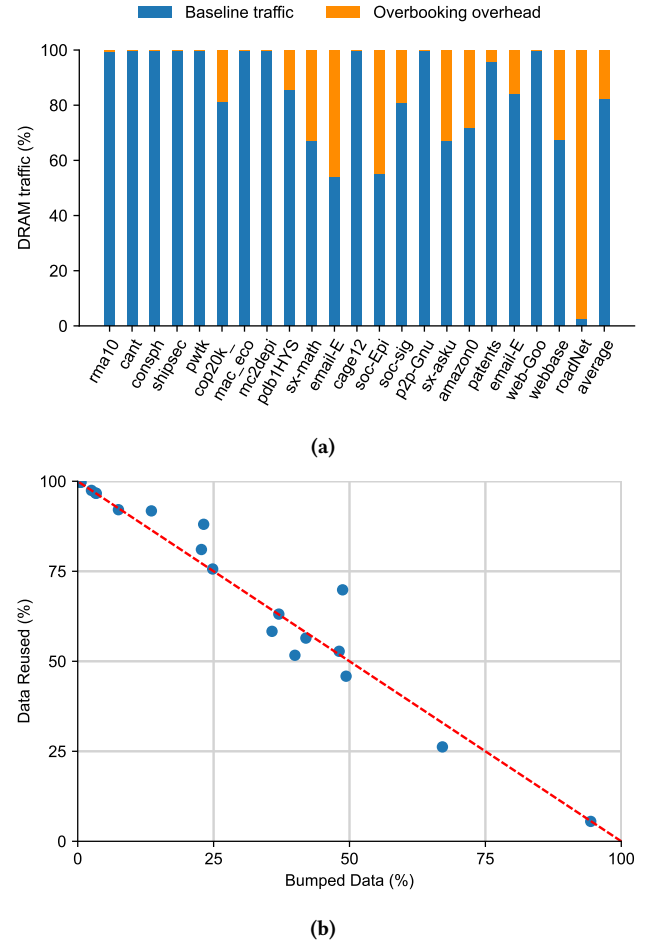 Baseline traffic Overbooking overhead
100
80
60
40
20
0
DRAM traffic (%)
rma10
cant
consph
shipsec
pwtk
cop20k_
mac_eco
mc2depi
pdb1HYS
sx-math
email-E
cage12
soc-Epi
soc-sig
p2p-Gnu
sx-asku
amazon0
patents
email-E
web-Goo
webbase
roadNet
average
(a)
100
75
50
25
0
Data Reused (%)
0 25 50 75 100
Bumped Data (%)
(b)